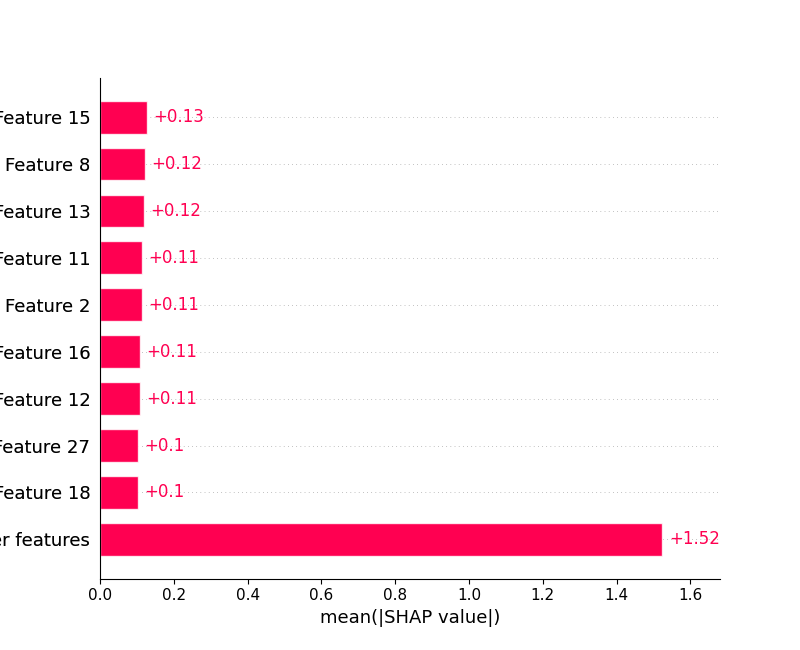 Feature 15 +0.13
Feature 8 +0.12
Feature 13 +0.12
Feature 11 +0.11
Feature 2 +0.11
Feature 16 +0.11
Feature 12 +0.11
Feature 27 +0.1
Feature 18 +0.1
features +1.52
0.0 0.2 0.4 0.6 0.8 1.0 1.2 1.4 1.6
mean(|SHAP value|)